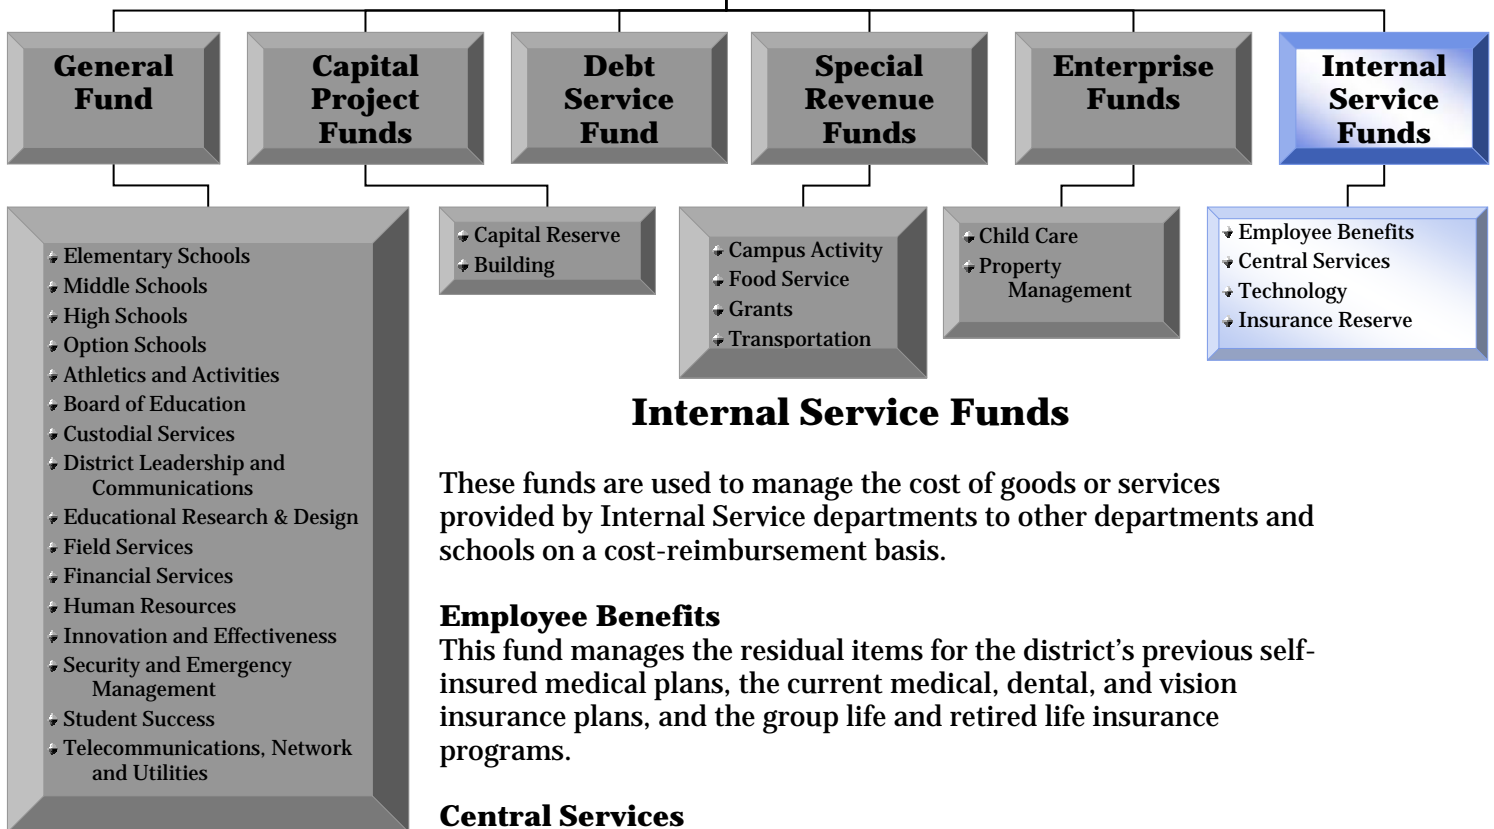 General
Fund
Capital
Project
Funds
Debt
Service
Fund
Special
Revenue
Funds
Enterprise
Funds
Internal
Service
Funds
Elementary Schools
Middle Schools
High Schools
Option Schools
Athletics and Activities
Board of Education
Custodial Services
District Leadership and
Communications
Educational Research & Design
Field Services
Financial Services
Human Resources
Innovation and Effectiveness
Security and Emergency
Management
Student Success
Telecommunications, Network
and Utilities
Capital Reserve
Building
Campus Activity
Food Service
Grants
Transportation
Child Care
Property
Management
Employee Benefits
Central Services
Technology
Insurance Reserve
Internal Service Funds
These funds are used to manage the cost of goods or services
provided by Internal Service departments to other departments and
schools on a cost-reimbursement basis.
Employee Benefits
This fund manages the residual items for the district’s previous self-
insured medical plans, the current medical, dental, and vision
insurance plans, and the group life and retired life insurance
programs.
Central Services